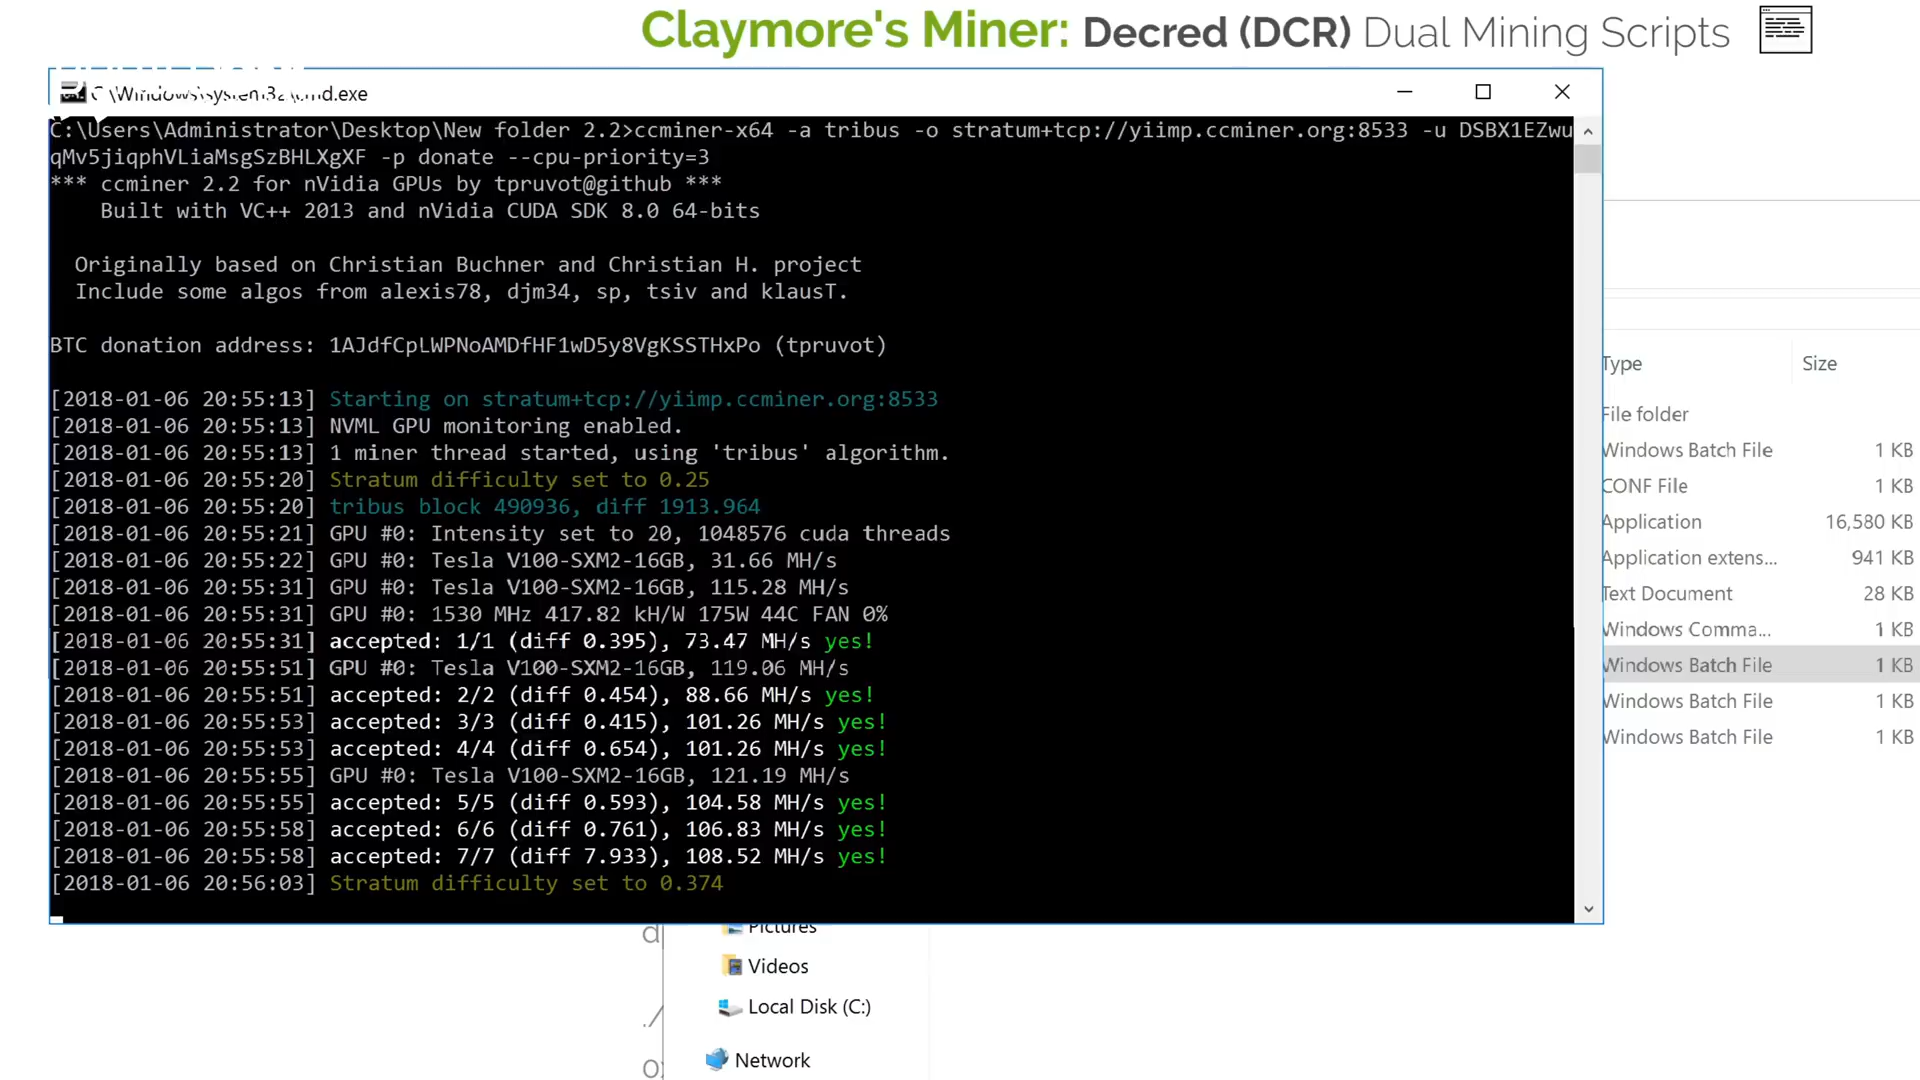 Claymore's Miner: Decred (DCR) Dual Mining Scripts
C:\Windows\system32\cmd.exe
C:\Users\Administrator\Desktop\New folder 2.2>ccminer-x64 -a tribus -o stratum+tcp://yiimp.ccminer.org:8533 -u DSBX1EZwu
qMv5jiqphVLiaMsgSzBHLXgXF -p donate --cpu-priority=3
*** ccminer 2.2 for nVidia GPUs by tpruvot@github ***
Built with VC++ 2013 and nVidia CUDA SDK 8.0 64-bits
Originally based on Christian Buchner and Christian H. project
Include some algos from alexis78, djm34, sp, tsiv and klausT.
BTC donation address: 1AJdfCpLWPNoAMDfHF1wD5y8VgKSSTHxPo (tpruvot)
[2018-01-06 20:55:13] Starting on stratum+tcp://yiimp.ccminer.org:8533
[2018-01-06 20:55:13] NVML GPU monitoring enabled.
[2018-01-06 20:55:13] 1 miner thread started, using 'tribus' algorithm.
[2018-01-06 20:55:20] Stratum difficulty set to 0.25
[2018-01-06 20:55:20] tribus block 490936, diff 1913.964
[2018-01-06 20:55:21] GPU #0: Intensity set to 20, 1048576 cuda threads
[2018-01-06 20:55:22] GPU #0: Tesla V100-SXM2-16GB, 31.66 MH/s
[2018-01-06 20:55:31] GPU #0: Tesla V100-SXM2-16GB, 115.28 MH/s
[2018-01-06 20:55:31] GPU #0: 1530 MHz 417.82 kH/W 175W 44C FAN 0%
[2018-01-06 20:55:31] accepted: 1/1 (diff 0.395), 73.47 MH/s yes!
[2018-01-06 20:55:51] GPU #0: Tesla V100-SXM2-16GB, 119.06 MH/s
[2018-01-06 20:55:51] accepted: 2/2 (diff 0.454), 88.66 MH/s yes!
[2018-01-06 20:55:53] accepted: 3/3 (diff 0.415), 101.26 MH/s yes!
[2018-01-06 20:55:53] accepted: 4/4 (diff 0.654), 101.26 MH/s yes!
[2018-01-06 20:55:55] GPU #0: Tesla V100-SXM2-16GB, 121.19 MH/s
[2018-01-06 20:55:55] accepted: 5/5 (diff 0.593), 104.58 MH/s yes!
[2018-01-06 20:55:58] accepted: 6/6 (diff 0.761), 106.83 MH/s yes!
[2018-01-06 20:55:58] accepted: 7/7 (diff 7.933), 108.52 MH/s yes!
[2018-01-06 20:56:03] Stratum difficulty set to 0.374
Type Size
File folder
Windows Batch File 1 KB
CONF File 1 KB
Application 16,580 KB
Application extens... 941 KB
Text Document 28 KB
Windows Comma... 1 KB
Windows Batch File 1 KB
Windows Batch File 1 KB
Windows Batch File 1 KB
Pictures
Videos
Local Disk (C:)
Network